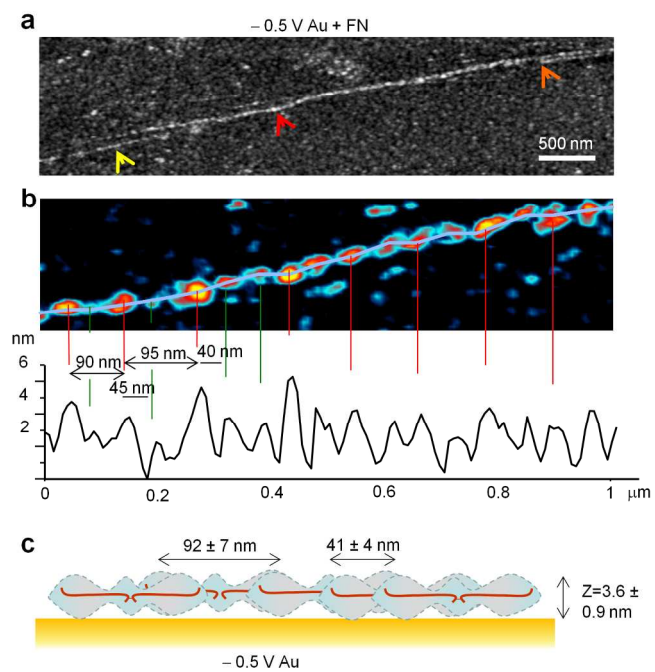 a
– 0.5 V Au + FN
500 nm
b
nm
6
4
2
90 nm
95 nm
40 nm
45 nm
0
0.2
0.4
0.6
0.8
1
μm
c
92 ± 7 nm
41 ± 4 nm
Z=3.6 ±
0.9 nm
– 0.5 V Au